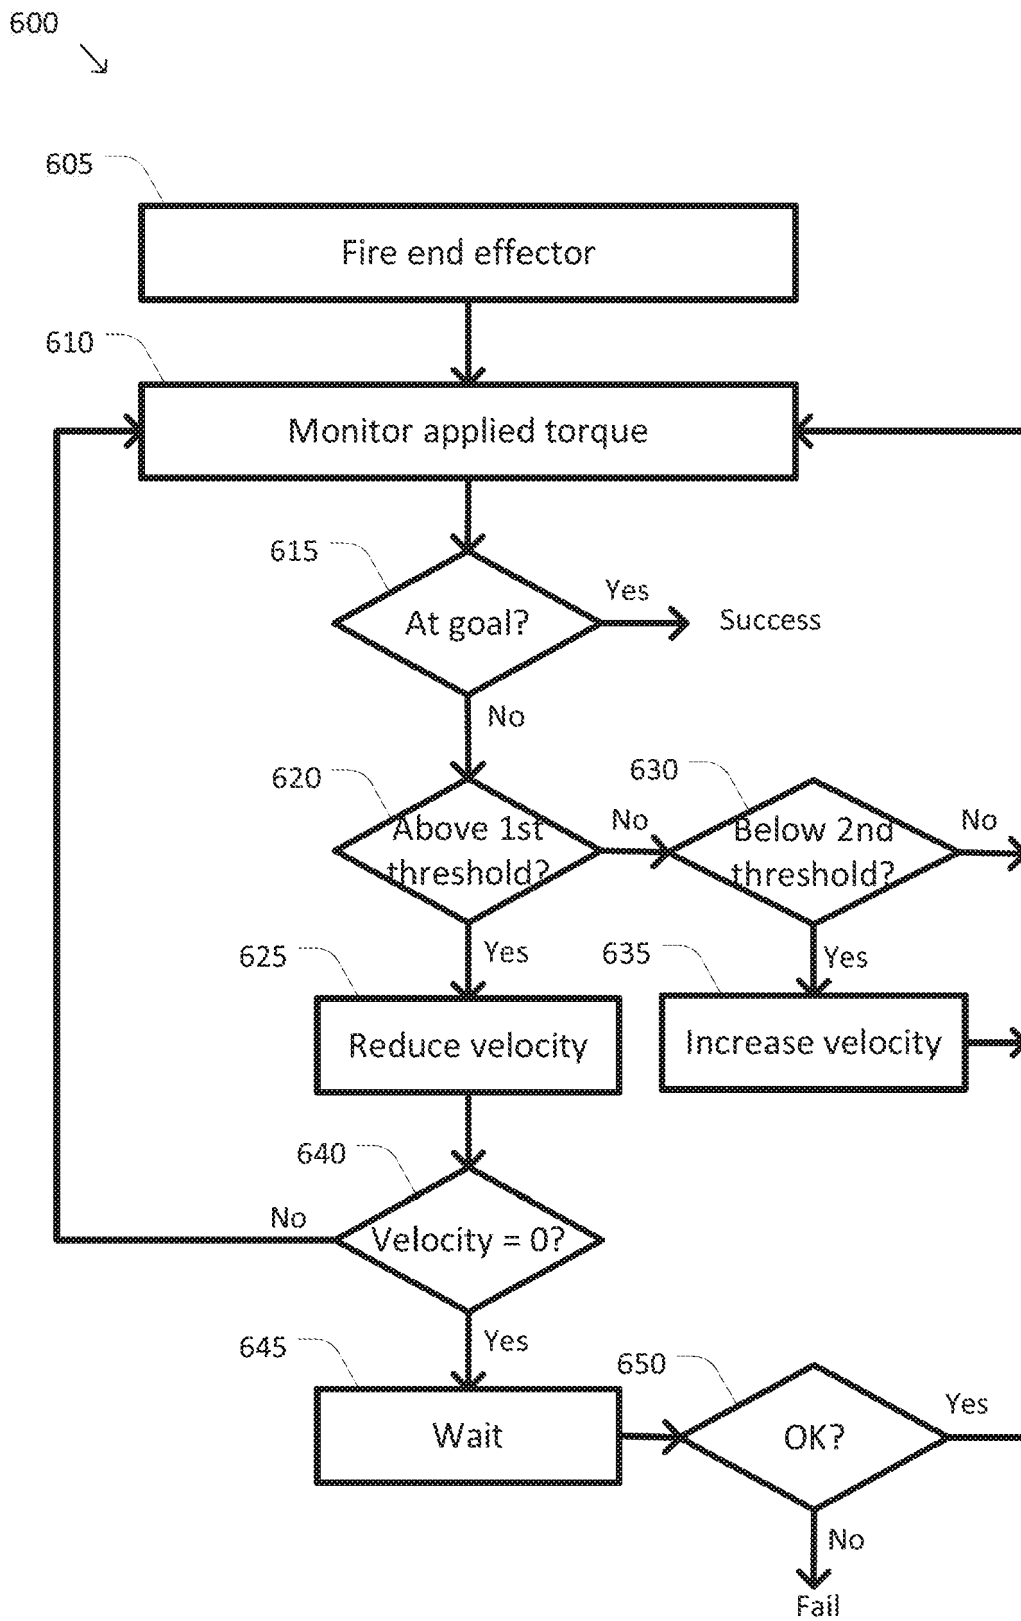 600
605
Fire end effector
610
Monitor applied torque
615
At goal?
Yes
Success
No
620
Above 1st
threshold?
No
630
Below 2nd
threshold?
No
Yes
625
Reduce velocity
Yes
635
Increase velocity
640
Velocity = 0?
No
Yes
645
Wait
650
OK?
Yes
No
Fail